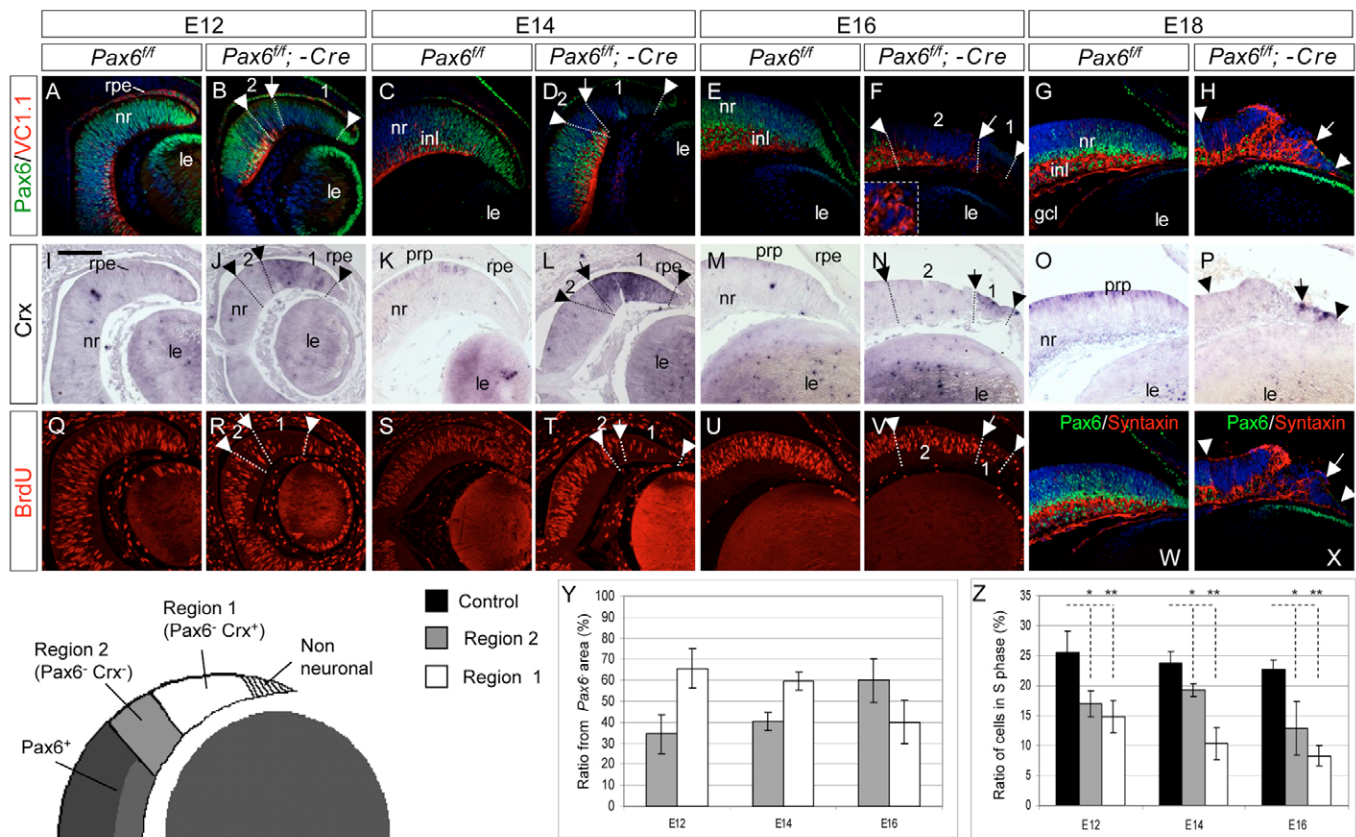 E12 E14 E16 E18
Pax6f/f Pax6f/f; -Cre Pax6f/f Pax6f/f; -Cre Pax6f/f Pax6f/f; -Cre Pax6f/f Pax6f/f; -Cre
Pax6/VC1.1
A rpe nr le
B 2 1 le
C nr inl le
D 2 1 le
E nr inl le
F 2 1 le
G nr inl gcl le
H
Crx
I rpe nr le
J 2 1 nr le
K prp rpe nr le
L 1 rpe 2 nr le
M prp rpe nr le
N 2 1 le
O prp nr
P
BrdU
Q
R 2 1
S
T 2 1
U
V 2 1
Pax6/Syntaxin W
Pax6/Syntaxin X
Region 1
(Pax6- Crx+)
Region 2
(Pax6- Crx-)
Non
neuronal
Pax6+
Control
Region 2
Region 1
Y
Ratio from Pax6- area (%)
100
90
80
70
60
50
40
30
20
10
0
E12 E14 E16
Z
Ratio of cells in S phase (%)
* ** * ** * **
35
30
25
20
15
10
5
0
E12 E14 E16